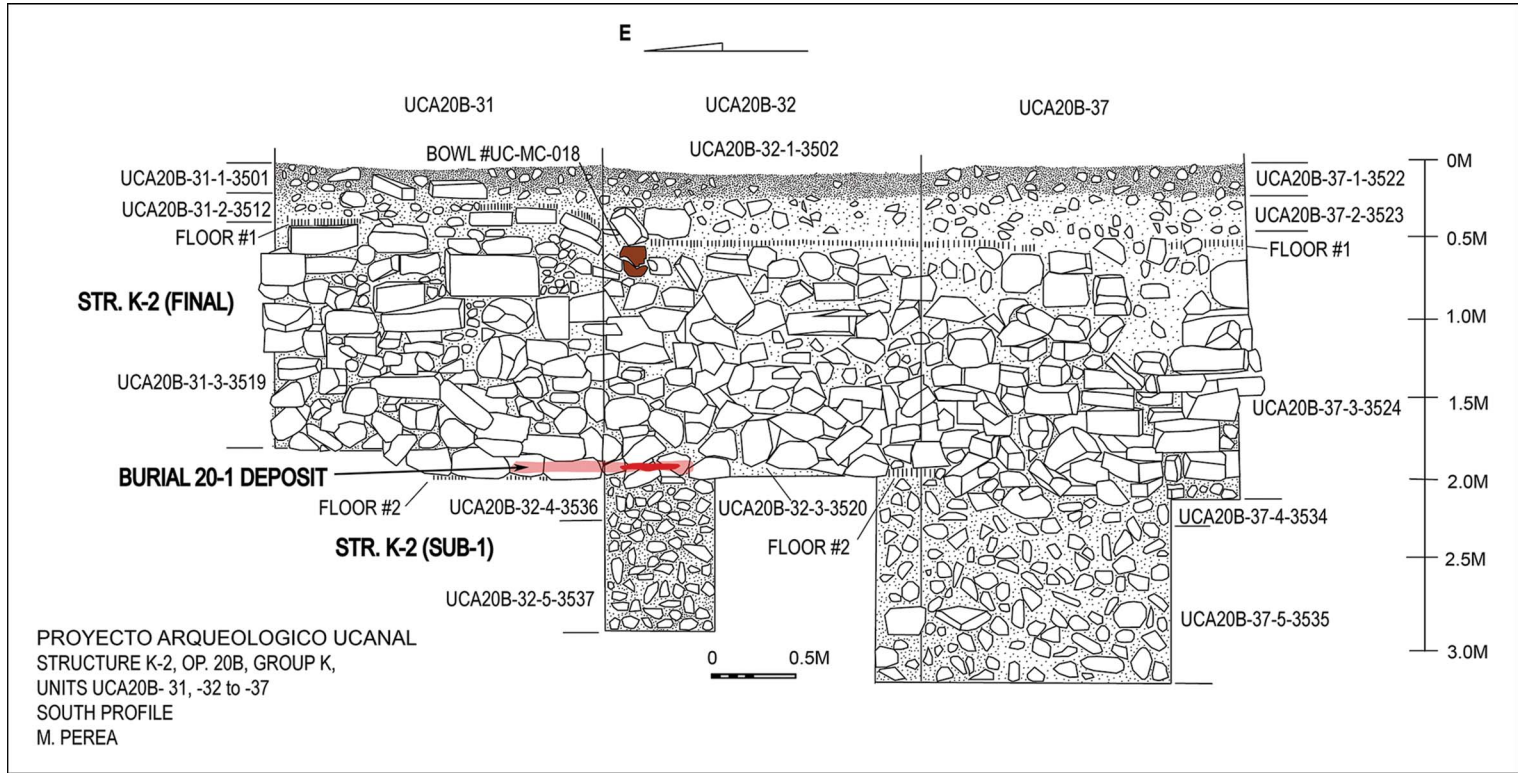 E
UCA20B-31
UCA20B-32
UCA20B-37
BOWL #UC-MC-018
UCA20B-32-1-3502
0M
UCA20B-31-1-3501
UCA20B-37-1-3522
UCA20B-31-2-3512
UCA20B-37-2-3523
FLOOR #1
0.5M
FLOOR #1
STR. K-2 (FINAL)
1.0M
UCA20B-31-3-3519
1.5M
UCA20B-37-3-3524
BURIAL 20-1 DEPOSIT
2.0M
FLOOR #2
UCA20B-32-4-3536
UCA20B-32-3-3520
UCA20B-37-4-3534
STR. K-2 (SUB-1)
FLOOR #2
2.5M
UCA20B-32-5-3537
UCA20B-37-5-3535
PROYECTO ARQUEOLOGICO UCANAL
STRUCTURE K-2, OP. 20B, GROUP K,
UNITS UCA20B- 31, -32 to -37
SOUTH PROFILE
M. PEREA
0 0.5M
3.0M